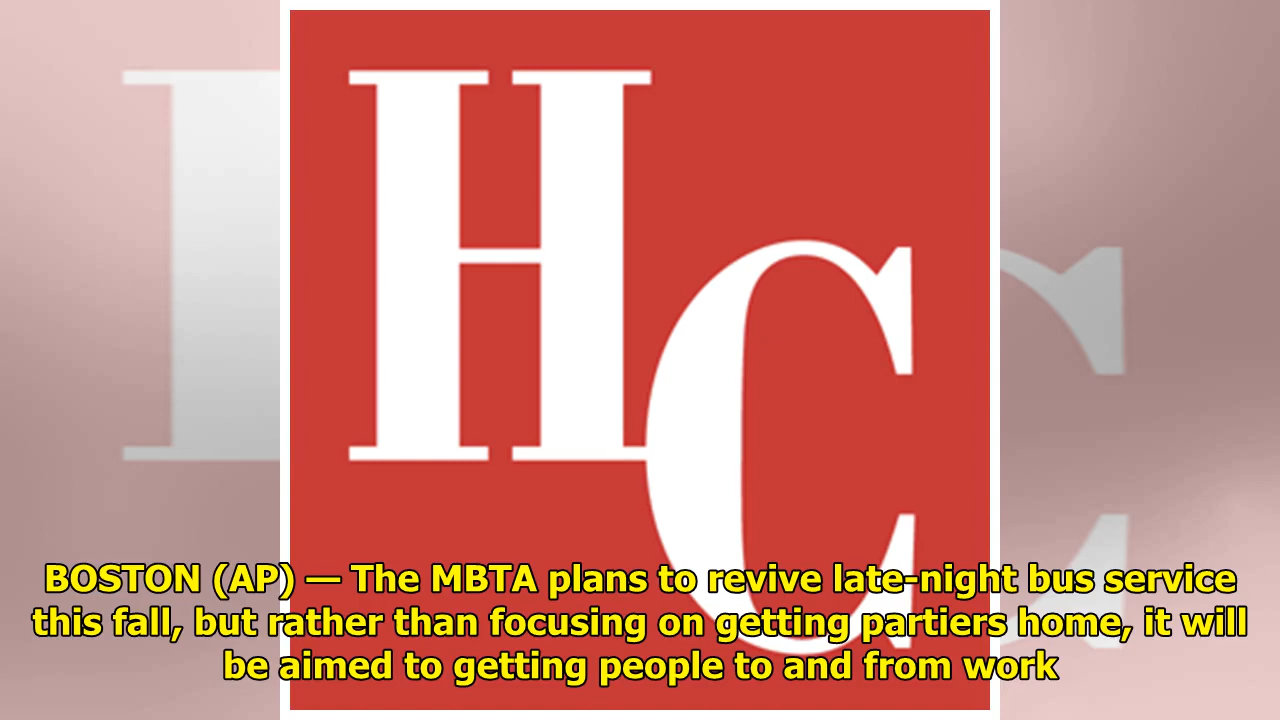 HC
BOSTON (AP) — The MBTA plans to revive late-night bus service
this fall, but rather than focusing on getting partiers home, it will
be aimed to getting people to and from work